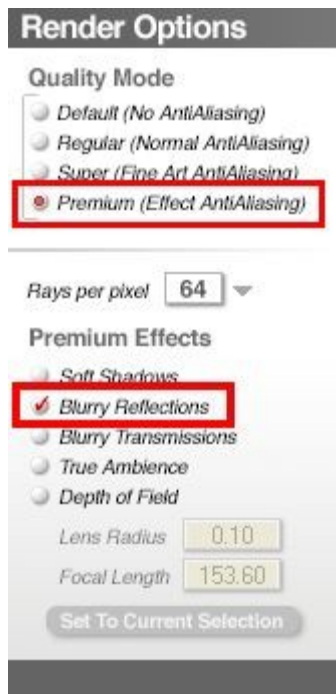 Render Options
Quality Mode
Default (No AntiAliasing)
Regular (Normal AntiAliasing)
Super (Fine Art AntiAliasing)
Premium (Effect AntiAliasing)
Rays per pixel 64
Premium Effects
Soft Shadows
Blurry Reflections
Blurry Transmissions
True Ambience
Depth of Field
Lens Radius 0.10
Focal Length 153.60
Set To Current Selection